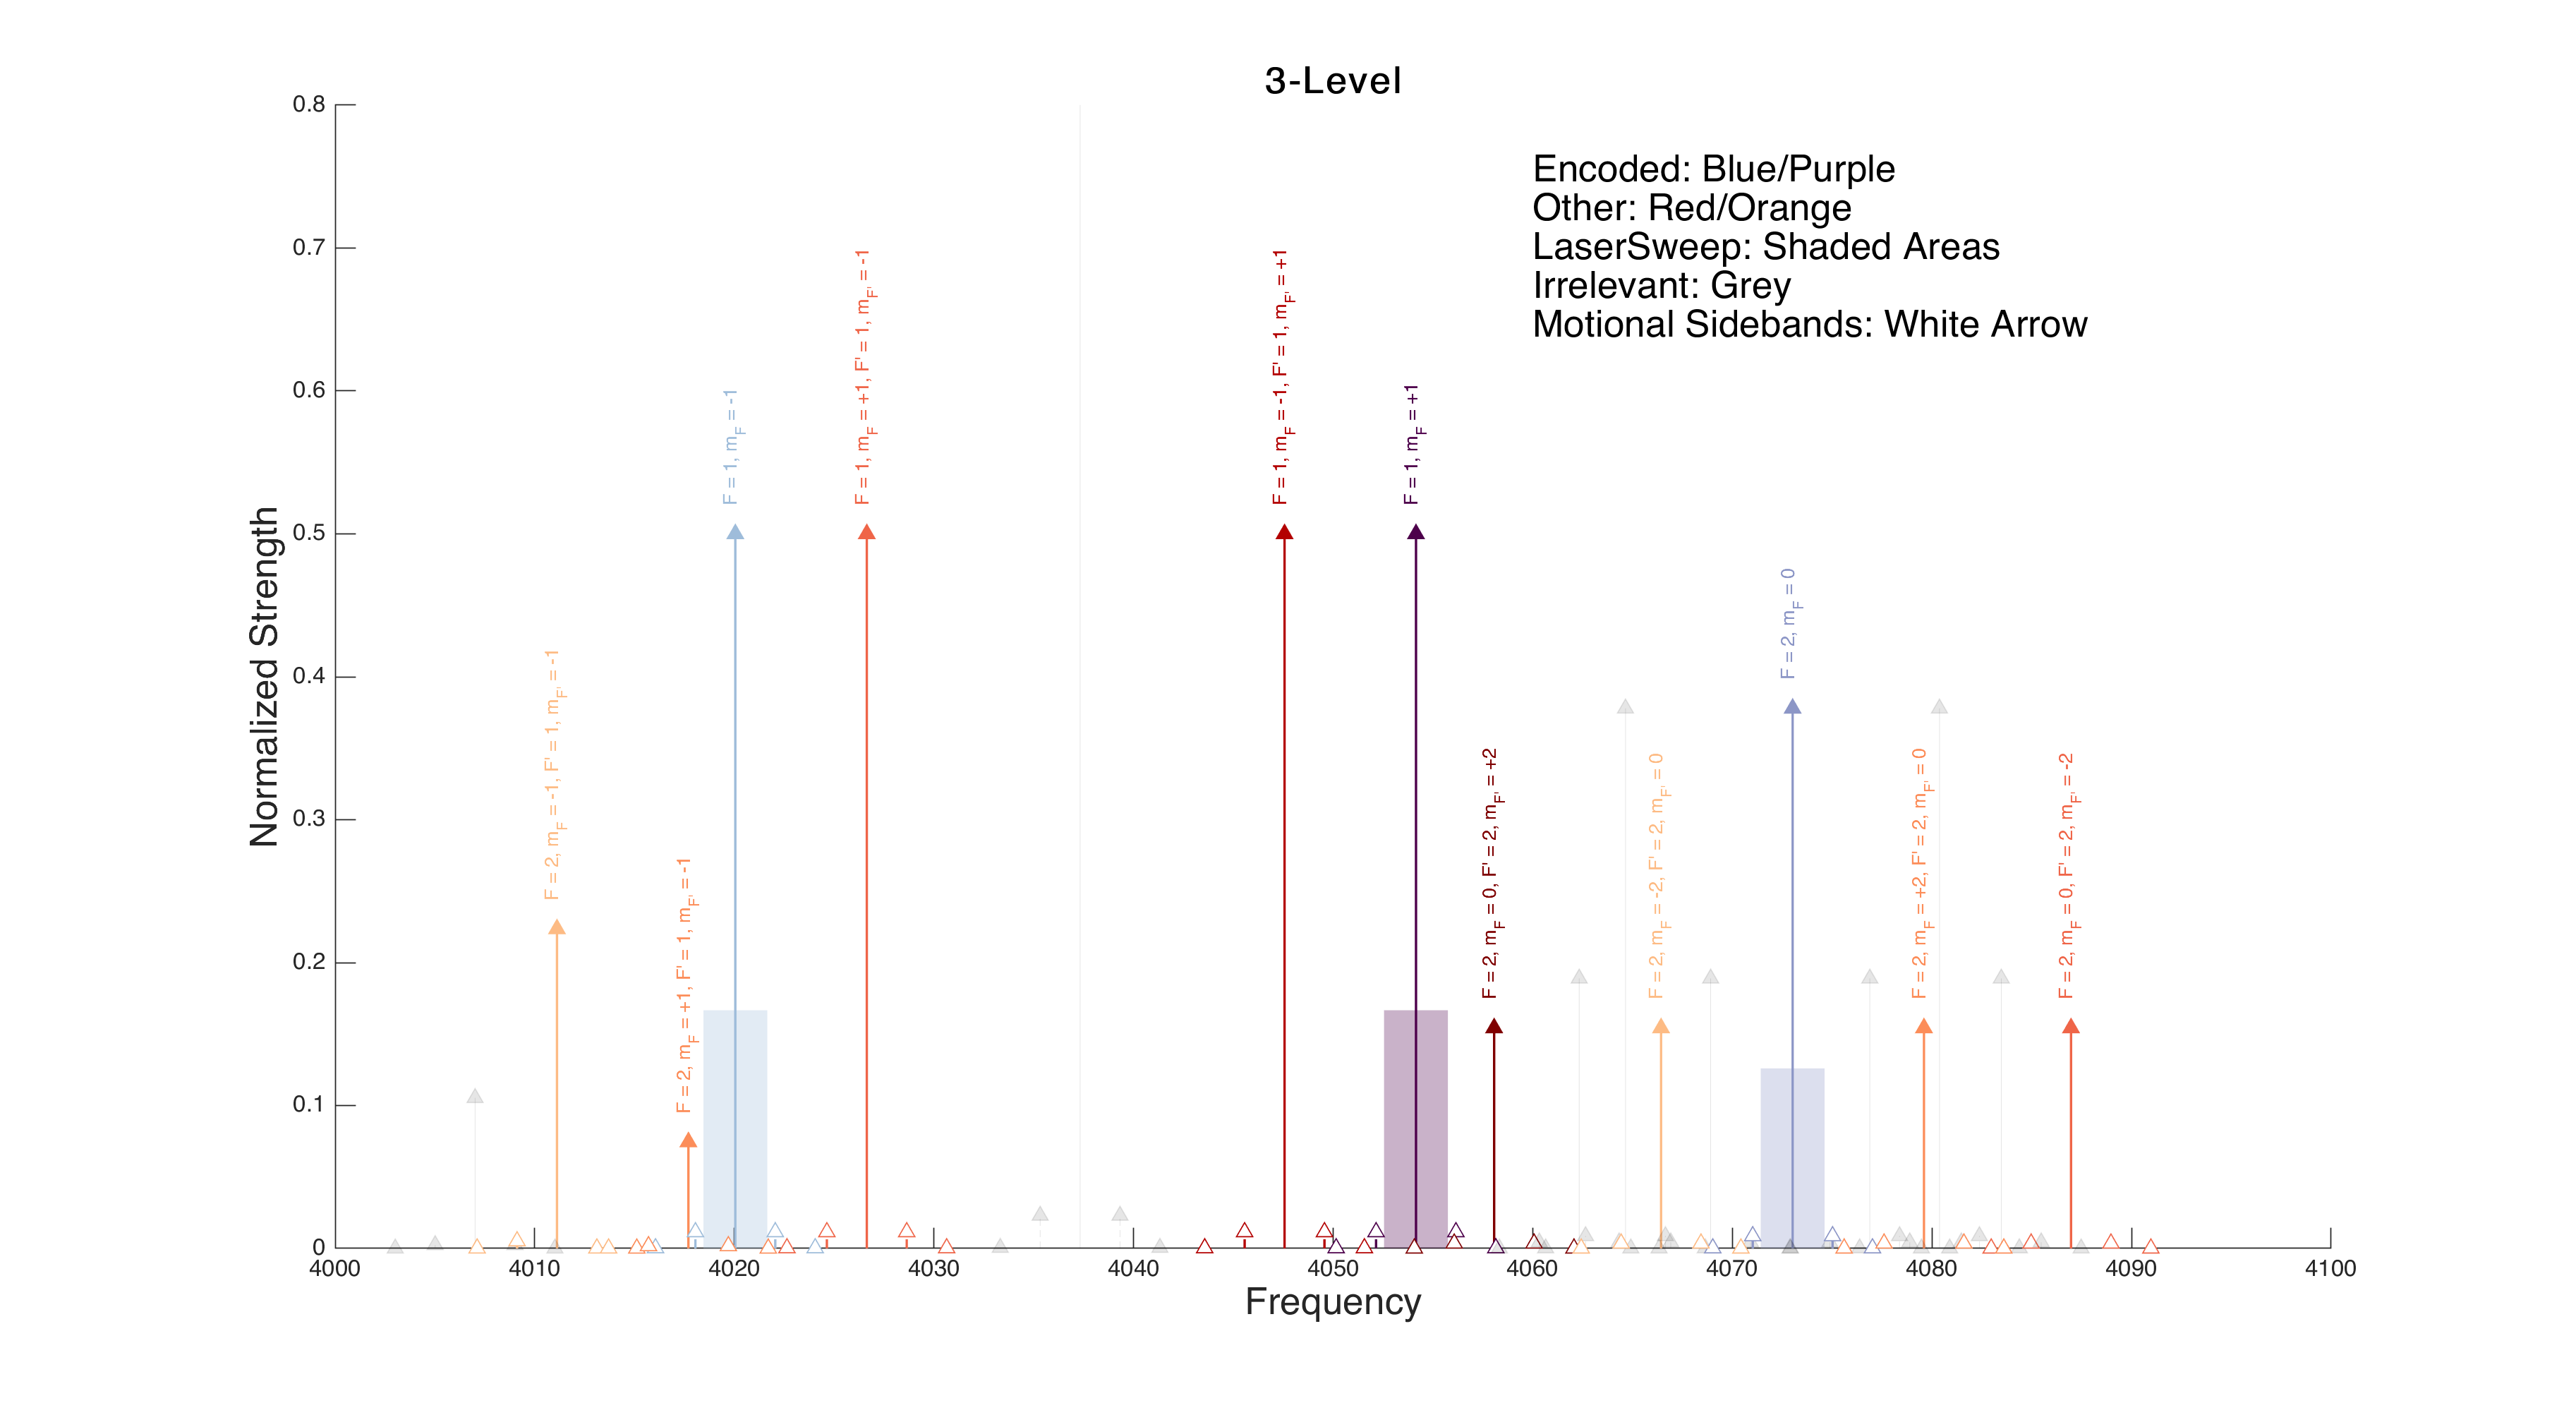 3-Level
Encoded: Blue/Purple
Other: Red/Orange
LaserSweep: Shaded Areas
Irrelevant: Grey
Motional Sidebands: White Arrow
Normalized Strength
0.8
0.7
0.6
0.5
0.4
0.3
0.2
0.1
0
F = 2, m_F = -1, F' = 1, m_F' = -1
F = 2, m_F = +1, F' = 1, m_F' = -1
F = 1, m_F = -1
F = 1, m_F = +1, F' = 1, m_F' = -1
F = 1, m_F = -1, F' = 1, m_F' = +1
F = 1, m_F = +1
F = 2, m_F = 0, F' = 2, m_F' = +2
F = 2, m_F = -2, F' = 2, m_F' = 0
F = 2, m_F = 0
F = 2, m_F = +2, F' = 2, m_F' = 0
F = 2, m_F = 0, F' = 2, m_F' = -2
4000 4010 4020 4030 4040 4050 4060 4070 4080 4090 4100
Frequency